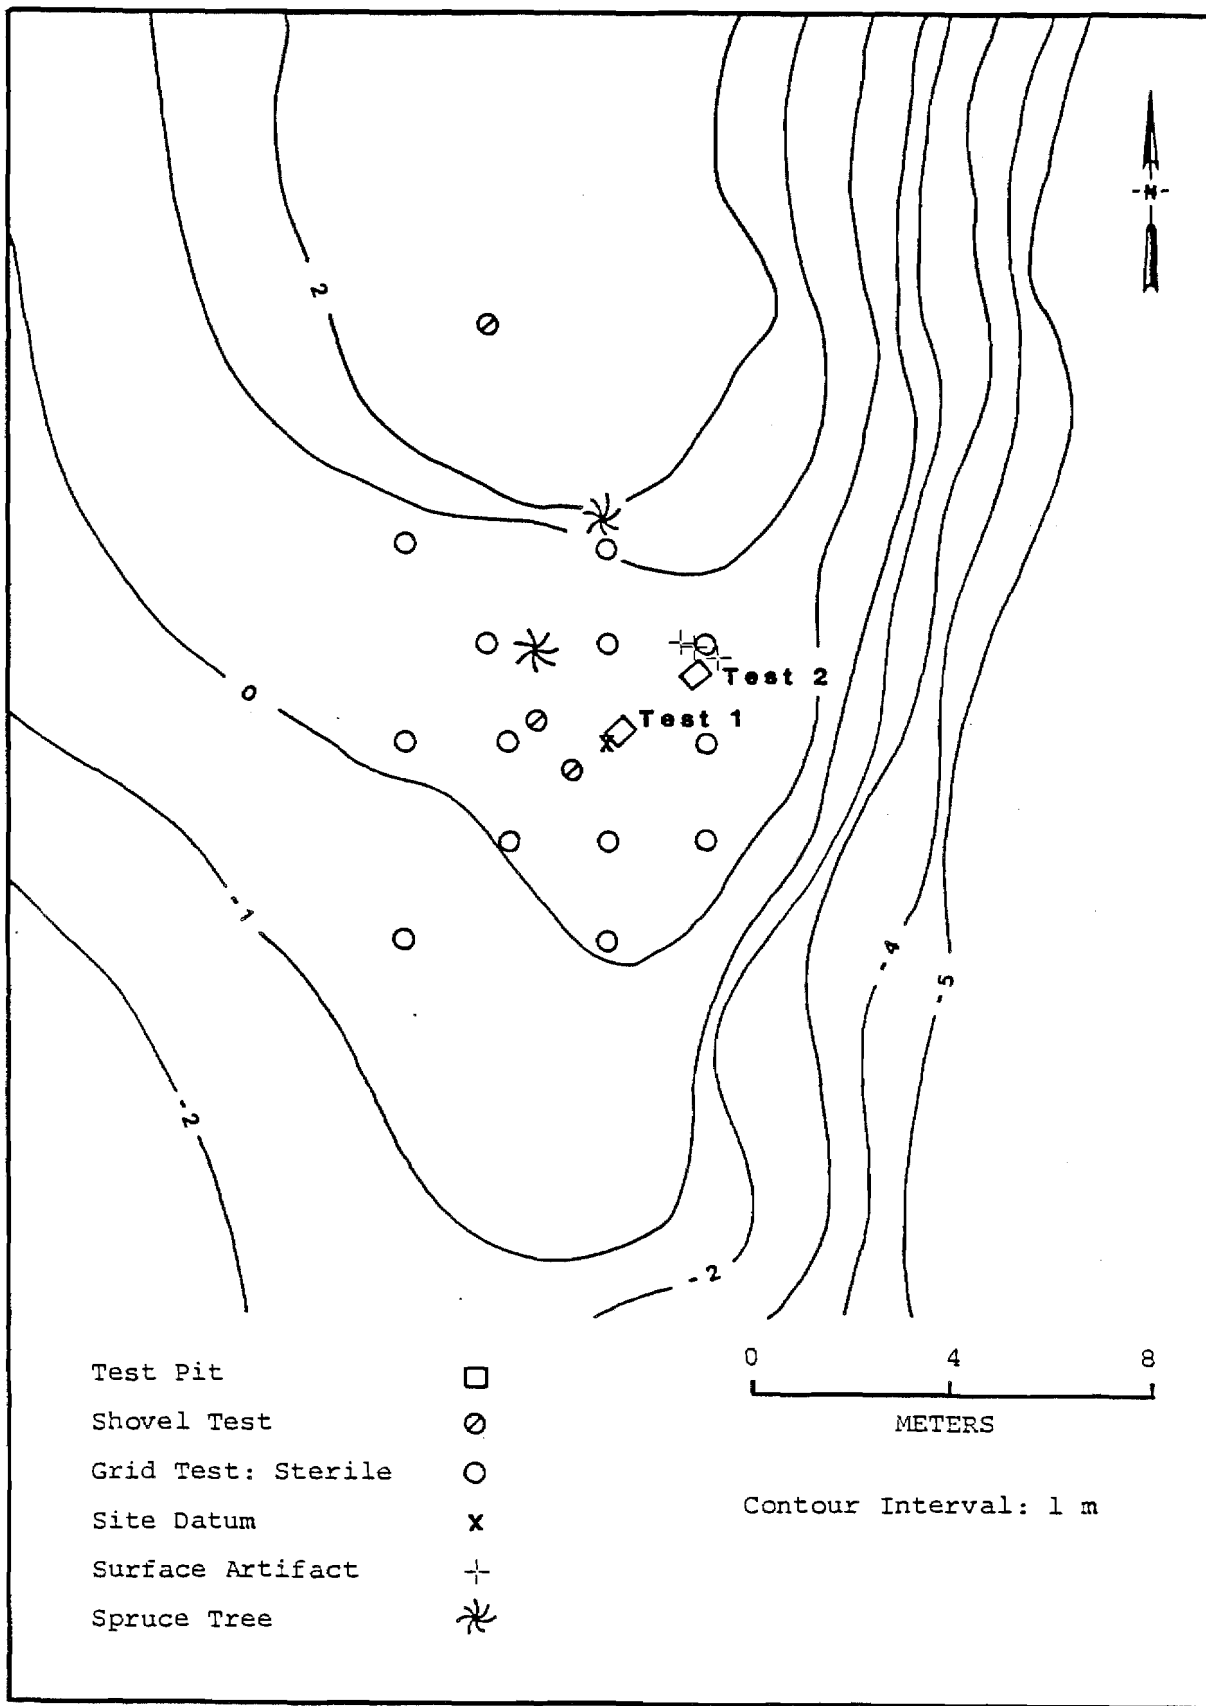 -N-
2
Test 2
Test 1
0
-1
-4
-5
-2
-2
0 4 8
METERS
Contour Interval: 1 m
Test Pit
Shovel Test
Grid Test: Sterile
Site Datum
Surface Artifact
Spruce Tree